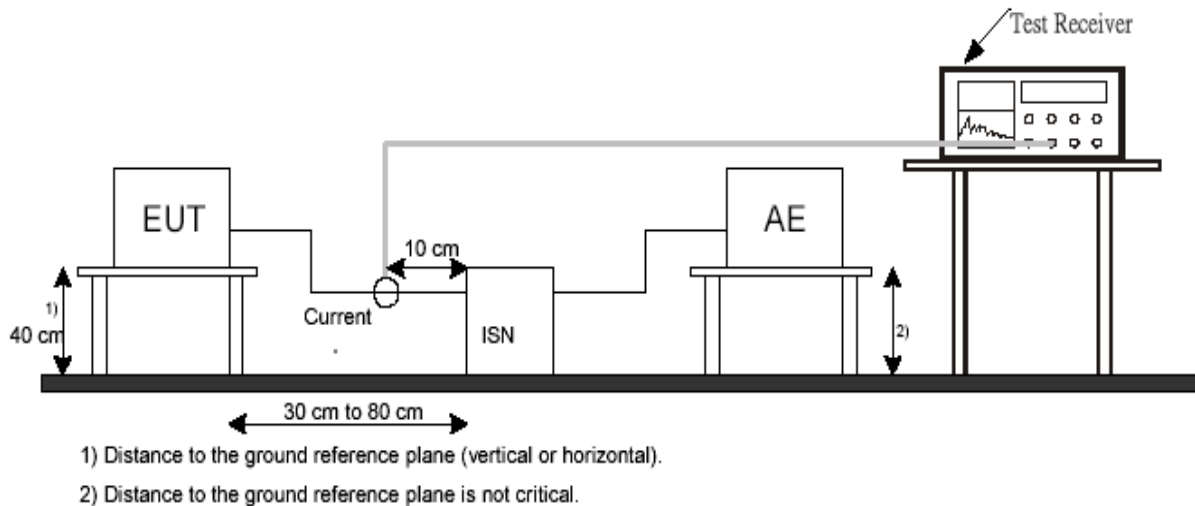 Test Receiver
EUT
AE
10 cm
1)
40 cm
Current
ISN
2)
30 cm to 80 cm
1) Distance to the ground reference plane (vertical or horizontal).
2) Distance to the ground reference plane is not critical.